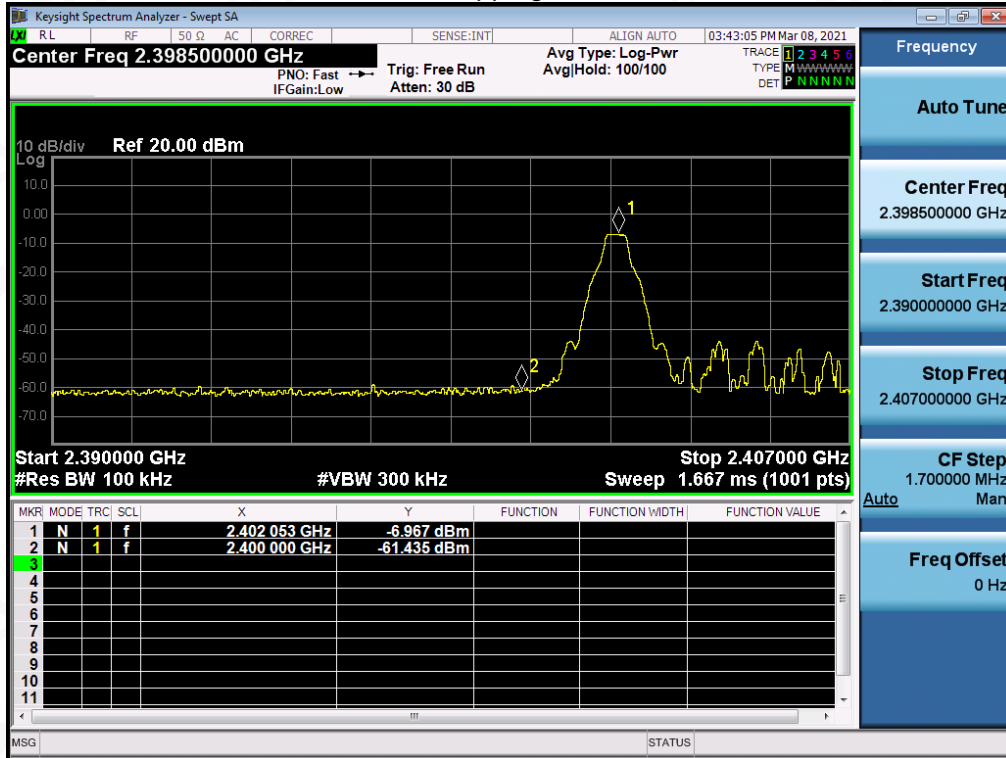 Keysight Spectrum Analyzer - Swept SA
LXI RL RF 50 Ω AC CORREC SENSE:INT ALIGN AUTO 03:43:05 PM Mar 08, 2021
Center Freq 2.398500000 GHz
PNO: Fast
IFGain:Low
Trig: Free Run
Atten: 30 dB
Avg Type: Log-Pwr
Avg|Hold: 100/100
TRACE 1 2 3 4 5 6
TYPE M WWWWW
DET P N N N N N
10 dB/div Ref 20.00 dBm
Log
10.0
0.00
-10.0
-20.0
-30.0
-40.0
-50.0
-60.0
-70.0
1
2
Start 2.390000 GHz Stop 2.407000 GHz
#Res BW 100 kHz #VBW 300 kHz Sweep 1.667 ms (1001 pts)
MKR MODE TRC SCL X Y FUNCTION FUNCTION WIDTH FUNCTION VALUE
1 N 1 f 2.402 053 GHz -6.967 dBm
2 N 1 f 2.400 000 GHz -61.435 dBm
3
4
5
6
7
8
9
10
11
MSG STATUS
Frequency
Auto Tune
Center Freq
2.398500000 GHz
Start Freq
2.390000000 GHz
Stop Freq
2.407000000 GHz
CF Step
1.700000 MHz
Auto Man
Freq Offset
0 Hz